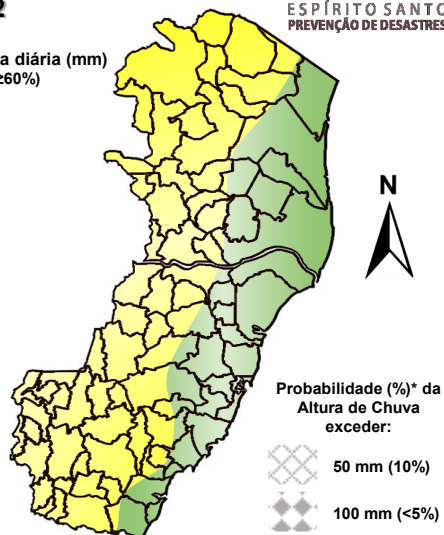 2
ESPÍRITO SANTO
PREVENÇÃO DE DESASTRES
a diária (mm)
≥60%)
N
Probabilidade (%)* da
Altura de Chuva
exceder:
50 mm (10%)
100 mm (<5%)